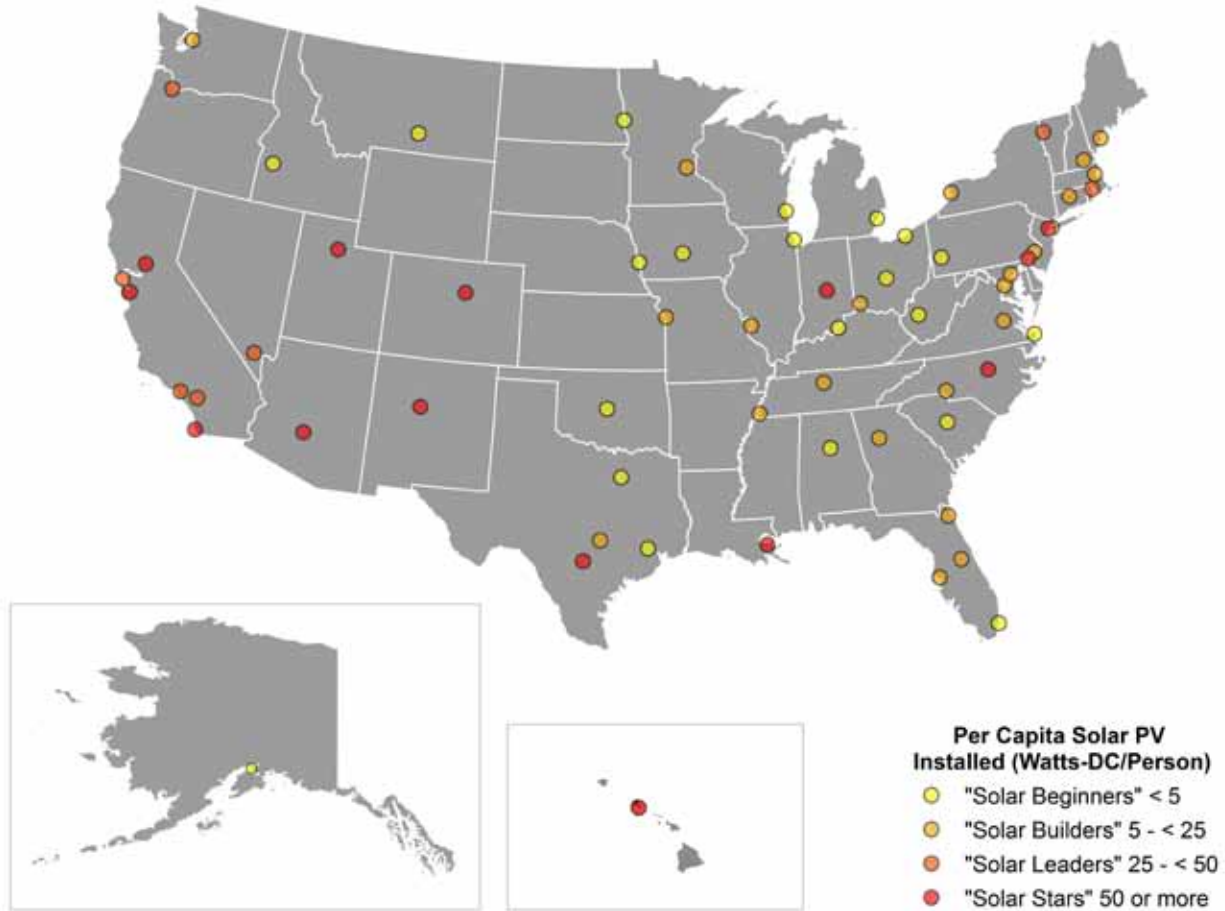 Per Capita Solar PV
Installed (Watts-DC/Person)
"Solar Beginners" < 5
"Solar Builders" 5 - < 25
"Solar Leaders" 25 - < 50
"Solar Stars" 50 or more